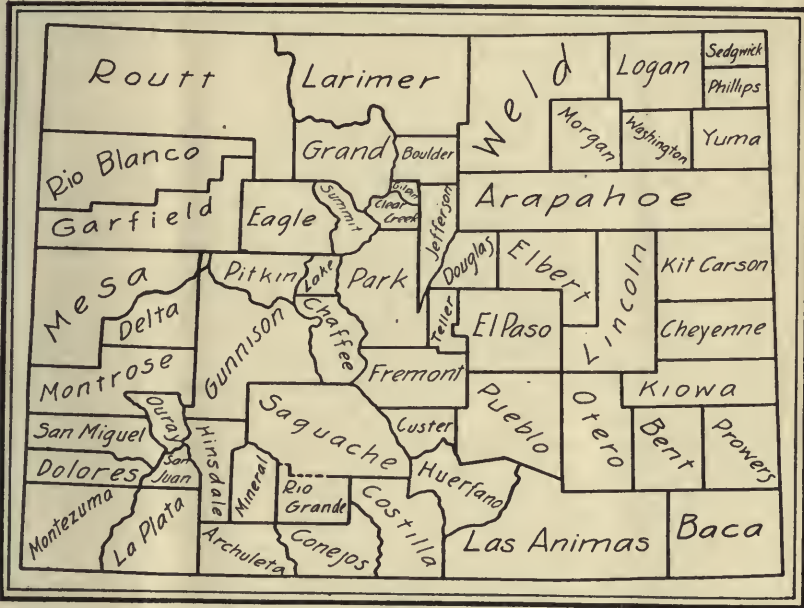 Routt
Larimer
Weld
Logan
Sedgwick
Phillips
Rio Blanco
Grand
Boulder
Morgan
Washington
Yuma
Garfield
Eagle
Summit
Gilpin
Clear
Creek
Jefferson
Arapahoe
Mesa
Pitkin
Lake
Park
Douglas
Elbert
Lincoln
Kit Carson
Delta
Gunnison
Chaffee
Teller
El Paso
Cheyenne
Montrose
Fremont
Kiowa
Ouray
Saguache
Custer
Pueblo
Otero
Bent
Prowers
San Miguel
Hinsdale
Dolores
San
Juan
Mineral
Rio
Grande
Costilla
Huerfano
Montezuma
La Plata
Archuleta
Conejos
Las Animas
Baca